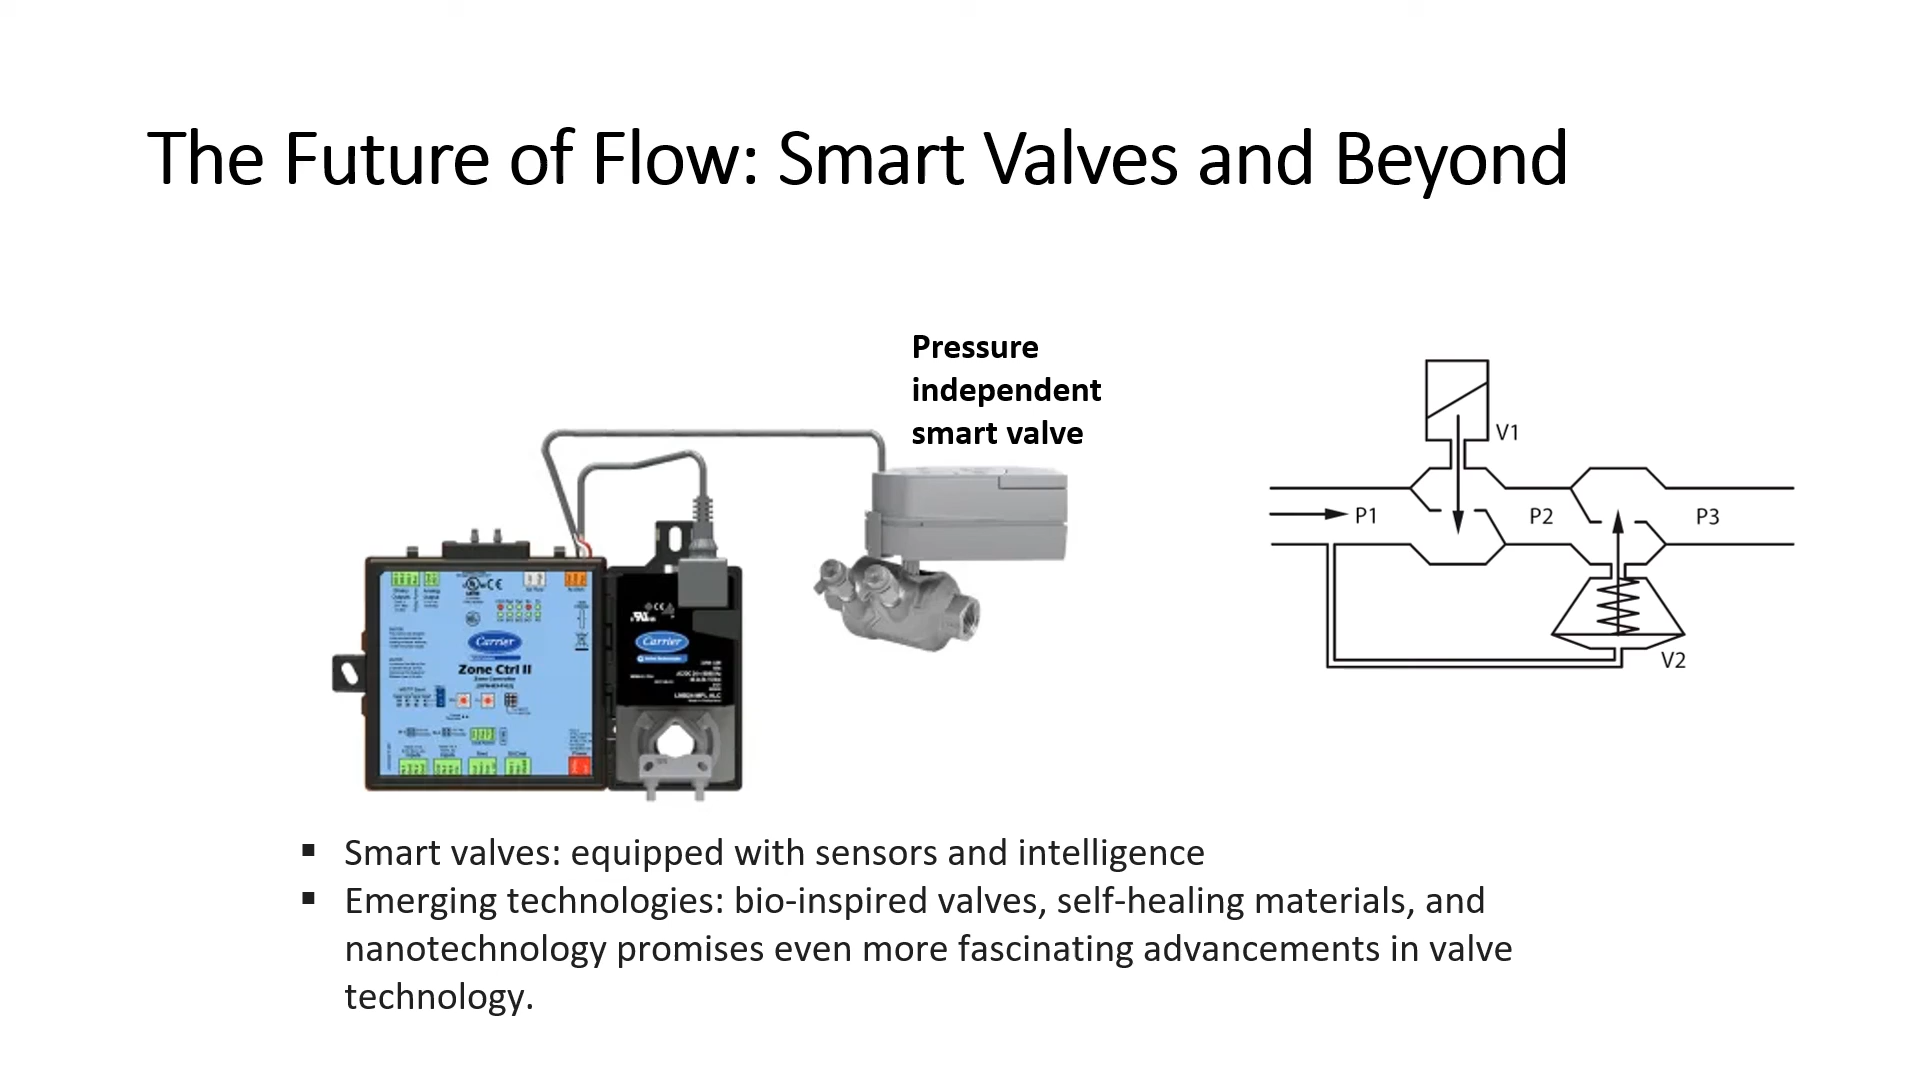 The Future of Flow: Smart Valves and Beyond
Pressure
independent
smart valve
V1
P1
P2
P3
V2
Carrier
Zone Ctrl II
Carrier
Smart valves: equipped with sensors and intelligence
Emerging technologies: bio-inspired valves, self-healing materials, and
nanotechnology promises even more fascinating advancements in valve
technology.